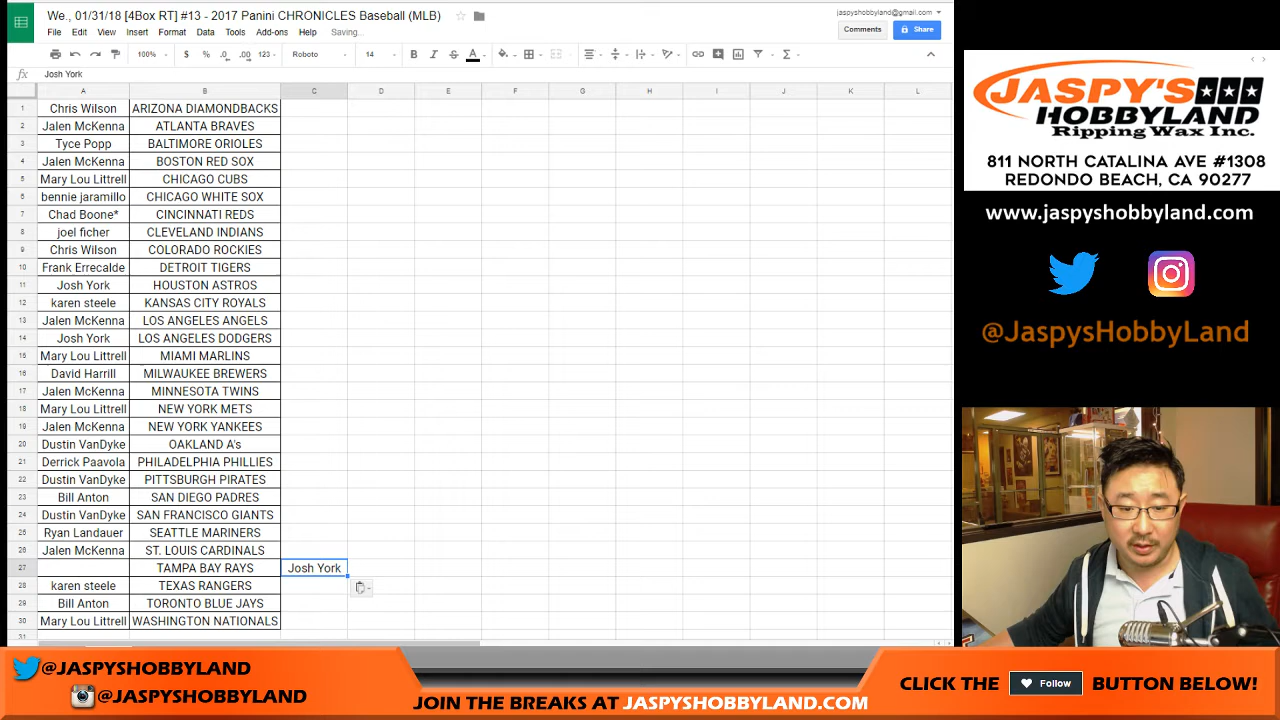 We., 01/31/18 [4Box RT] #13 - 2017 Panini CHRONICLES Baseball (MLB)
jaspyshobbyland@gmail.com
File Edit View Insert Format Data Tools Add-ons Help Saving...
Comments
Share
100% $ % .0 .00 123 Roboto 14 B I S A
fx Josh York
A B C D E F G H I J K L
1 Chris Wilson ARIZONA DIAMONDBACKS
2 Jalen McKenna ATLANTA BRAVES
3 Tyce Popp BALTIMORE ORIOLES
4 Jalen McKenna BOSTON RED SOX
5 Mary Lou Littrell CHICAGO CUBS
6 bennie jaramillo CHICAGO WHITE SOX
7 Chad Boone* CINCINNATI REDS
8 joel ficher CLEVELAND INDIANS
9 Chris Wilson COLORADO ROCKIES
10 Frank Errecalde DETROIT TIGERS
11 Josh York HOUSTON ASTROS
12 karen steele KANSAS CITY ROYALS
13 Jalen McKenna LOS ANGELES ANGELS
14 Josh York LOS ANGELES DODGERS
15 Mary Lou Littrell MIAMI MARLINS
16 David Harrill MILWAUKEE BREWERS
17 Jalen McKenna MINNESOTA TWINS
18 Mary Lou Littrell NEW YORK METS
19 Jalen McKenna NEW YORK YANKEES
20 Dustin VanDyke OAKLAND A's
21 Derrick Paavola PHILADELPHIA PHILLIES
22 Dustin VanDyke PITTSBURGH PIRATES
23 Bill Anton SAN DIEGO PADRES
24 Dustin VanDyke SAN FRANCISCO GIANTS
25 Ryan Landauer SEATTLE MARINERS
26 Jalen McKenna ST. LOUIS CARDINALS
27 TAMPA BAY RAYS Josh York
28 karen steele TEXAS RANGERS
29 Bill Anton TORONTO BLUE JAYS
30 Mary Lou Littrell WASHINGTON NATIONALS
31
JASPY'S
HOBBYLAND
Ripping Wax Inc.
811 NORTH CATALINA AVE #1308
REDONDO BEACH, CA 90277
www.jaspyshobbyland.com
@JaspysHobbyLand
@JASPYSHOBBYLAND
@JASPYSHOBBYLAND
JOIN THE BREAKS AT JASPYSHOBBYLAND.COM
CLICK THE Follow BUTTON BELOW!